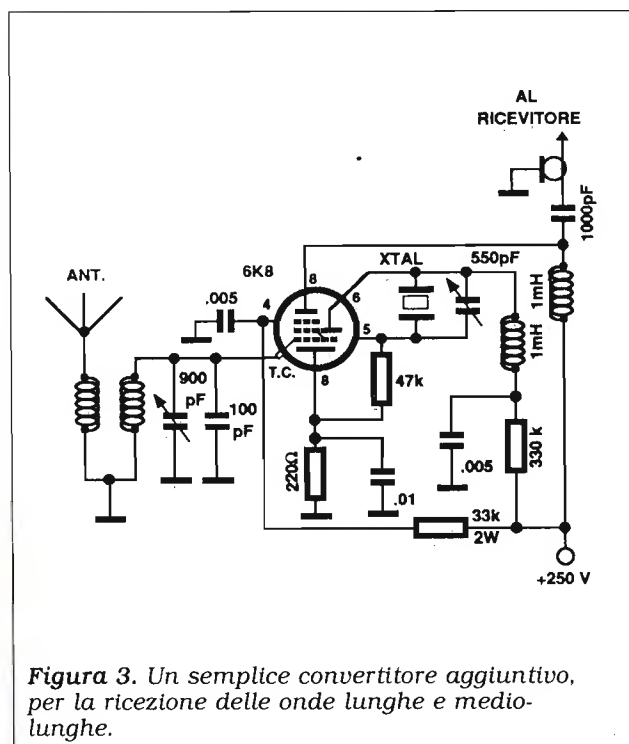 AL
RICEVITORE
1000pF
ANT.
6K8
8
XTAL
550pF
.005
4
6
5
1mH
1mH
T.C.
8
900
pF
100
pF
47k
220Ω
.01
.005
330 k
33k
2W
+250 V
Figura 3. Un semplice convertitore aggiuntivo,
per la ricezione delle onde lunghe e medio-
lunghe.